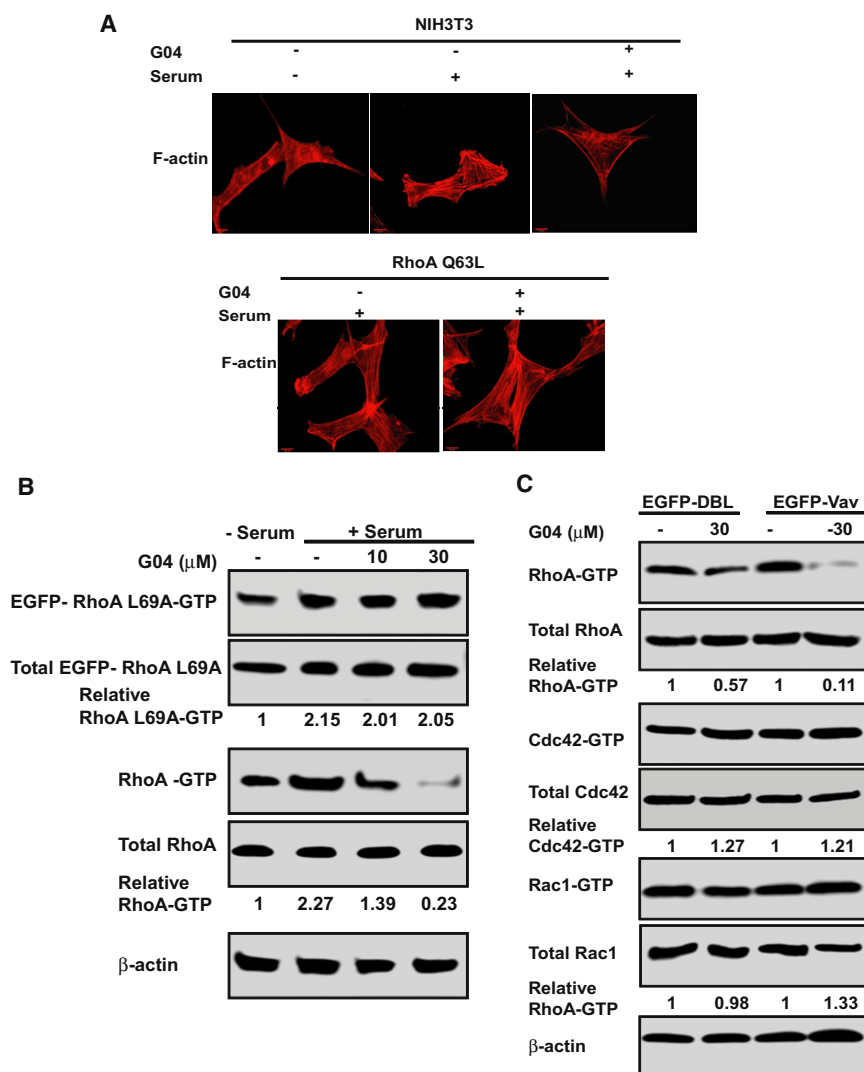 A
NIH3T3
G04 - - +
Serum - + +
F-actin
RhoA Q63L
G04 - +
Serum + +
F-actin
B
- Serum + Serum
G04 (μM) - - 10 30
EGFP- RhoA L69A-GTP
Total EGFP- RhoA L69A
Relative
RhoA L69A-GTP 1 2.15 2.01 2.05
RhoA -GTP
Total RhoA
Relative
RhoA-GTP 1 2.27 1.39 0.23
β-actin
C
EGFP-DBL EGFP-Vav
G04 (μM) - 30 - -30
RhoA-GTP
Total RhoA
Relative
RhoA-GTP 1 0.57 1 0.11
Cdc42-GTP
Total Cdc42
Relative
Cdc42-GTP 1 1.27 1 1.21
Rac1-GTP
Total Rac1
Relative
RhoA-GTP 1 0.98 1 1.33
β-actin